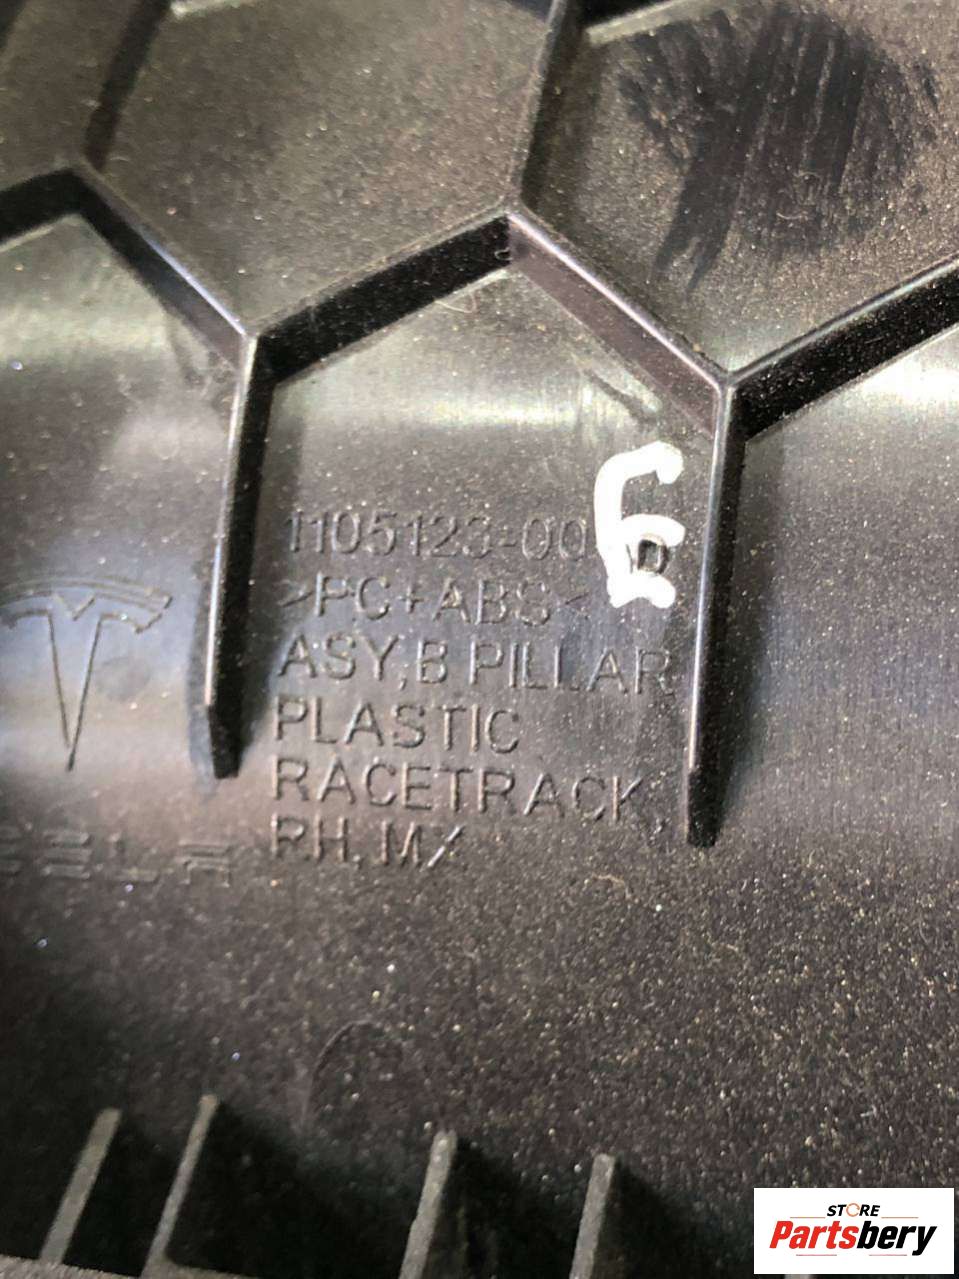 1105123-00
>PC+ABS<
ASY, B PILLAR
PLASTIC
RACETRACK,
RH, MX
STORE
Partsbery